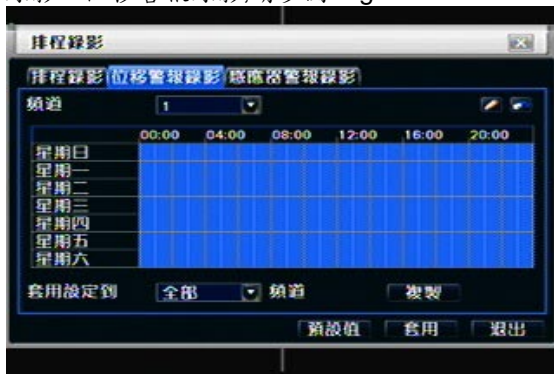 排程錄影
排程錄影 位移警報錄影 感應器警報錄影
頻道 1
00:00 04:00 08:00 12:00 16:00 20:00
星期日
星期一
星期二
星期三
星期四
星期五
星期六
套用設定到 全部 頻道 複製
預設值 套用 退出